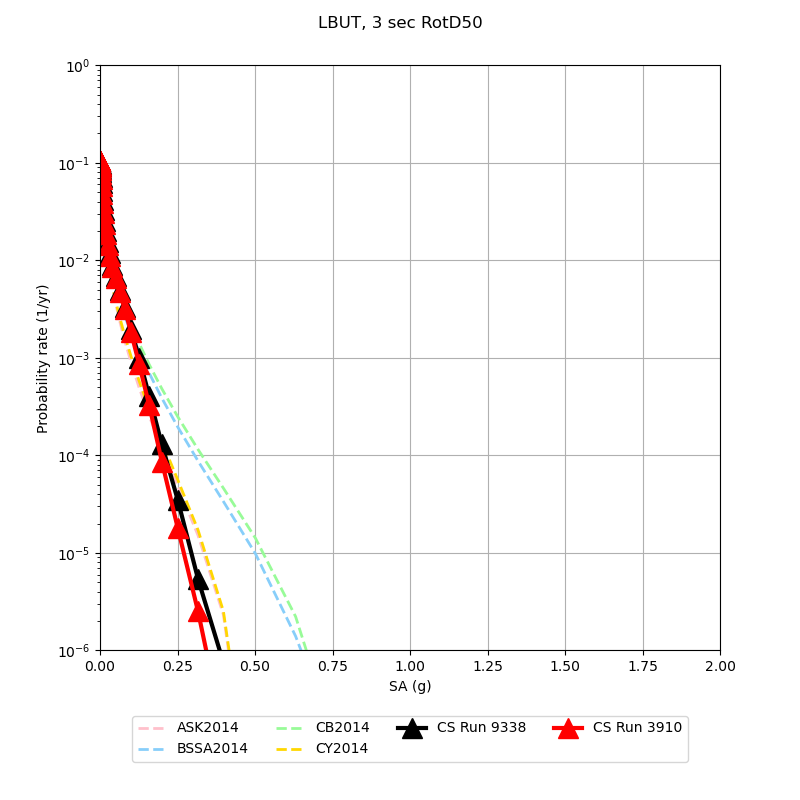 LBUT, 3 sec RotD50
Probability rate (1/yr)
10^0
10^-1
10^-2
10^-3
10^-4
10^-5
10^-6
0.00 0.25 0.50 0.75 1.00 1.25 1.50 1.75 2.00
SA (g)
ASK2014 CB2014 CS Run 9338 CS Run 3910
BSSA2014 CY2014